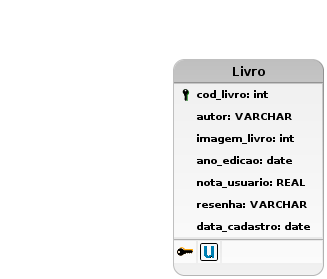 Livro
cod_livro: int
autor: VARCHAR
imagem_livro: int
ano_edicao: date
nota_usuario: REAL
resenha: VARCHAR
data_cadastro: date
u